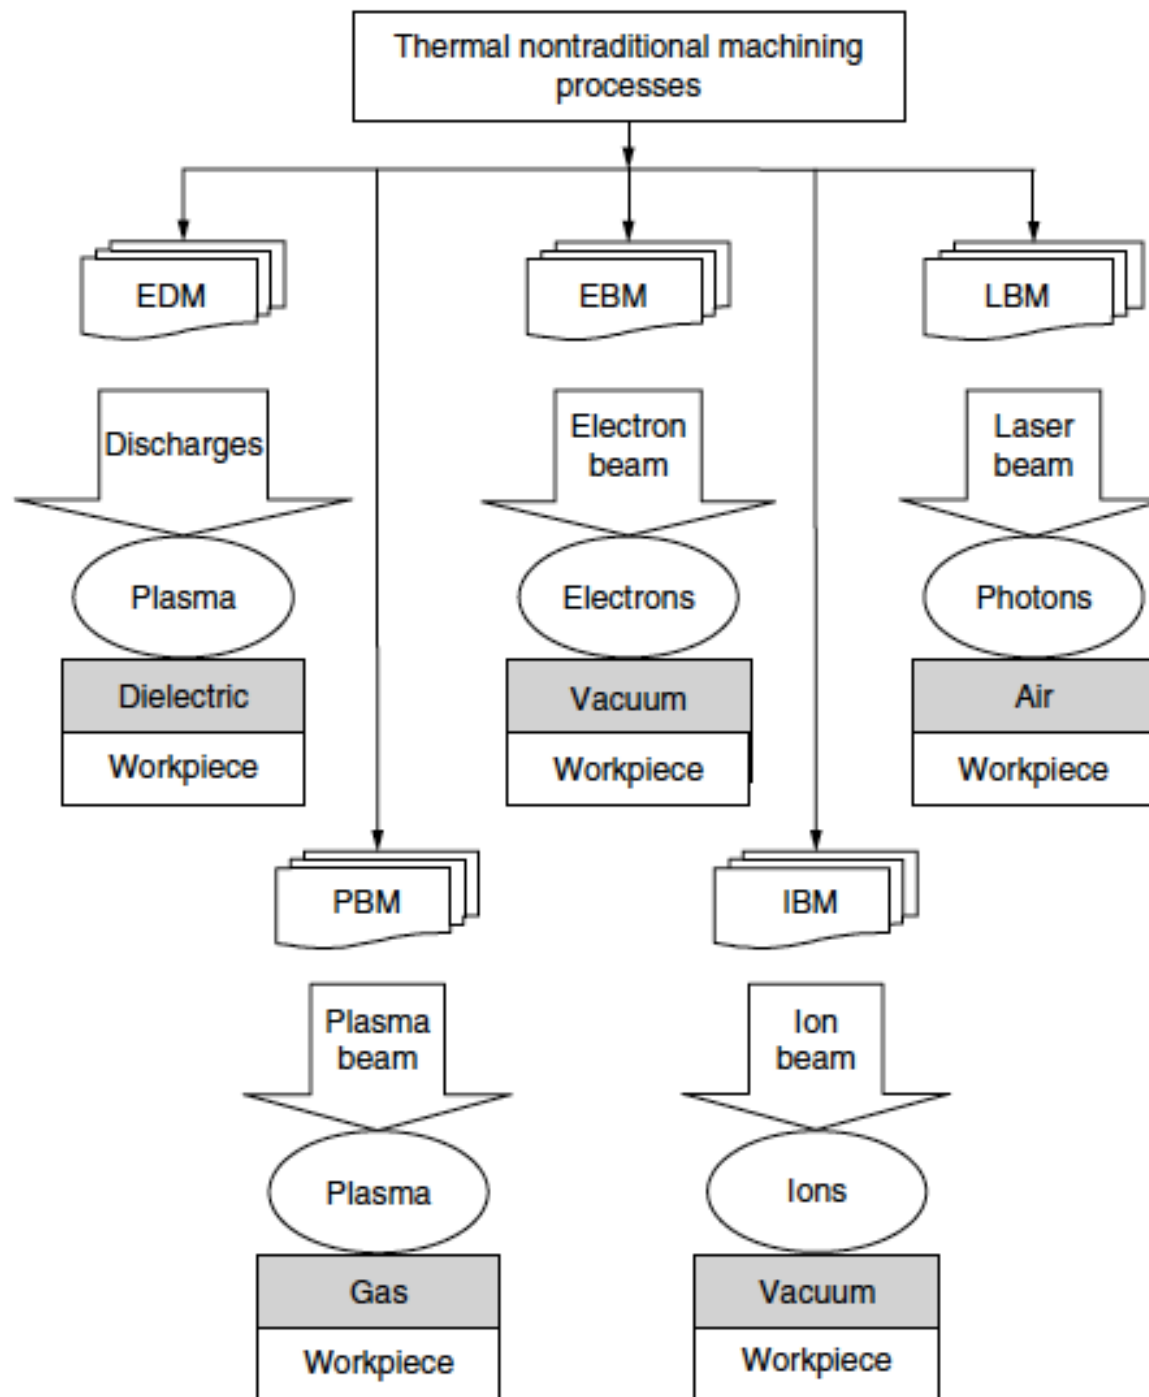 Thermal nontraditional machining
processes
EDM
EBM
LBM
Discharges
Electron
beam
Laser
beam
Plasma
Electrons
Photons
Dielectric
Vacuum
Air
Workpiece
Workpiece
Workpiece
PBM
IBM
Plasma
beam
Ion
beam
Plasma
Ions
Gas
Vacuum
Workpiece
Workpiece